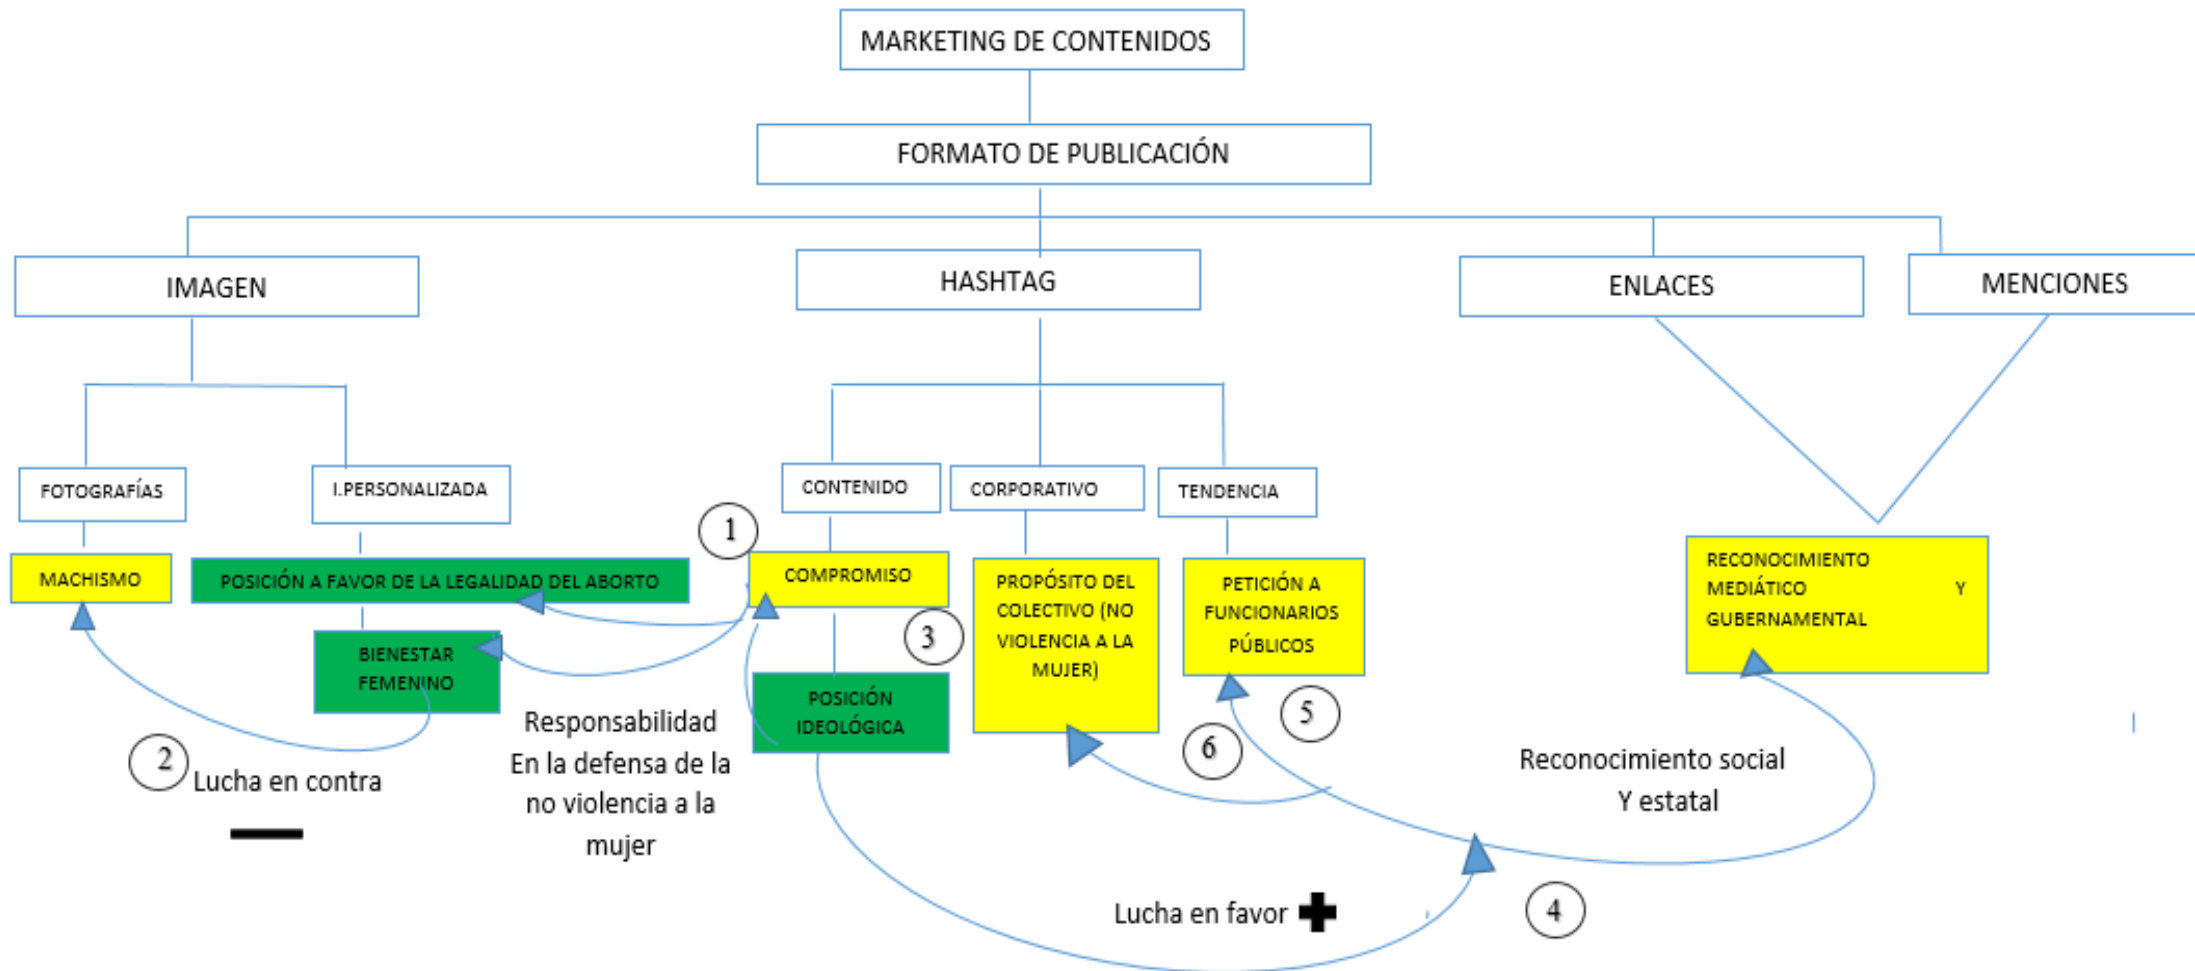 MARKETING DE CONTENIDOS
FORMATO DE PUBLICACIÓN
IMAGEN
HASHTAG
ENLACES
MENCIONES
FOTOGRAFÍAS
I.PERSONALIZADA
CONTENIDO
CORPORATIVO
TENDENCIA
1
MACHISMO
POSICIÓN A FAVOR DE LA LEGALIDAD DEL ABORTO
COMPROMISO
PROPÓSITO DEL
COLECTIVO (NO
VIOLENCIA A LA
MUJER)
PETICIÓN A
FUNCIONARIOS
PÚBLICOS
RECONOCIMIENTO
MEDIÁTICO Y
GUBERNAMENTAL
3
BIENESTAR
FEMENINO
POSICIÓN
IDEOLÓGICA
5
6
2
Lucha en contra
Responsabilidad
En la defensa de la
no violencia a la
mujer
Reconocimiento social
Y estatal
Lucha en favor
4